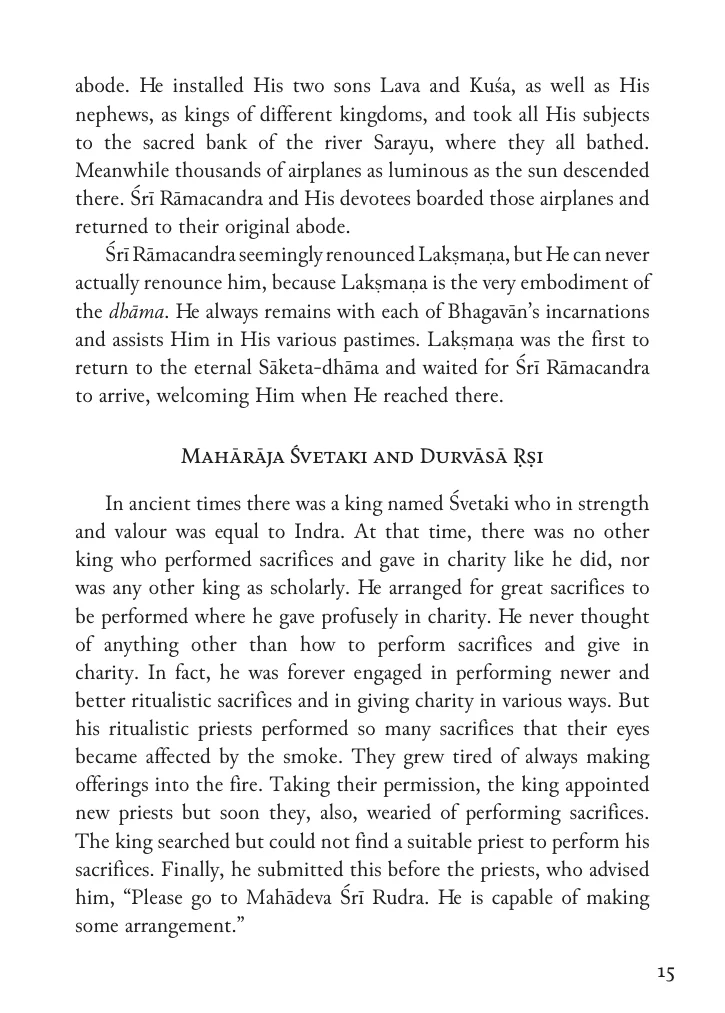 abode. He installed His two sons Lava and Kuśa, as well as His
nephews, as kings of different kingdoms, and took all His subjects
to the sacred bank of the river Sarayu, where they all bathed.
Meanwhile thousands of airplanes as luminous as the sun descended
there. Śrī Rāmacandra and His devotees boarded those airplanes and
returned to their original abode.
Śrī Rāmacandra seemingly renounced Lakṣmaṇa, but He can never
actually renounce him, because Lakṣmaṇa is the very embodiment of
the dhāma. He always remains with each of Bhagavān’s incarnations
and assists Him in His various pastimes. Lakṣmaṇa was the first to
return to the eternal Sāketa-dhāma and waited for Śrī Rāmacandra
to arrive, welcoming Him when He reached there.
Mahārāja Śvetaki and Durvāsā Ṛṣi
In ancient times there was a king named Śvetaki who in strength
and valour was equal to Indra. At that time, there was no other
king who performed sacrifices and gave in charity like he did, nor
was any other king as scholarly. He arranged for great sacrifices to
be performed where he gave profusely in charity. He never thought
of anything other than how to perform sacrifices and give in
charity. In fact, he was forever engaged in performing newer and
better ritualistic sacrifices and in giving charity in various ways. But
his ritualistic priests performed so many sacrifices that their eyes
became affected by the smoke. They grew tired of always making
offerings into the fire. Taking their permission, the king appointed
new priests but soon they, also, wearied of performing sacrifices.
The king searched but could not find a suitable priest to perform his
sacrifices. Finally, he submitted this before the priests, who advised
him, “Please go to Mahādeva Śrī Rudra. He is capable of making
some arrangement.”
15